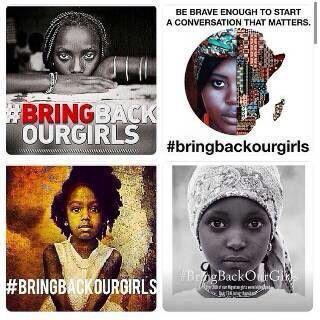 #BRINGBACK
OURGIRLS
BE BRAVE ENOUGH TO START
A CONVERSATION THAT MATTERS.
#bringbackourgirls
#BRINGBACKOURGIRLS
#BringBackOurGirls